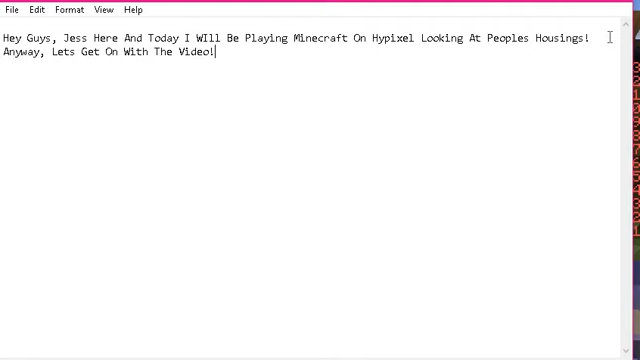 File Edit Format View Help
Hey Guys, Jess Here And Today I WIll Be Playing Minecraft On Hypixel Looking At Peoples Housings!
Anyway, Lets Get On With The Video!